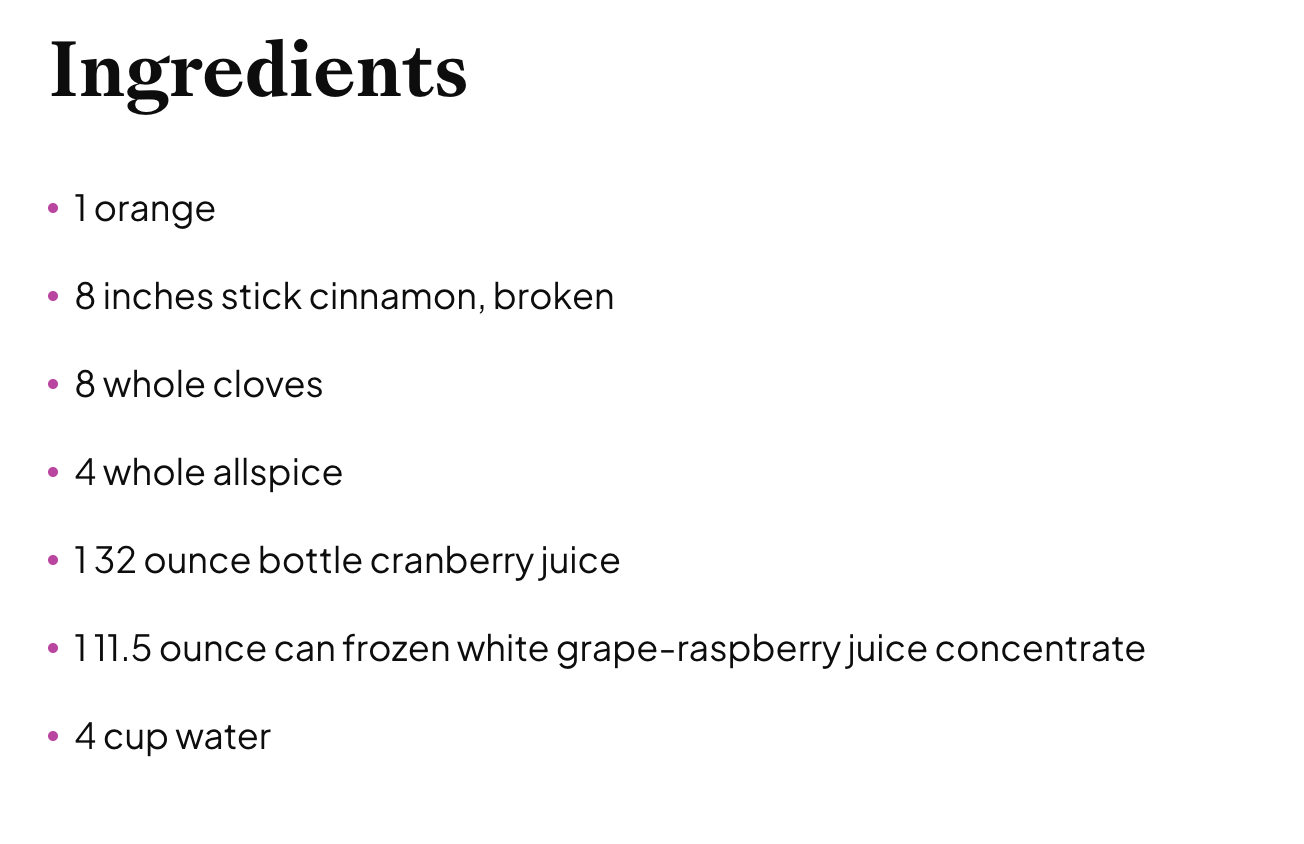 Ingredients
• 1 orange
• 8 inches stick cinnamon, broken
• 8 whole cloves
• 4 whole allspice
• 1 32 ounce bottle cranberry juice
• 1 11.5 ounce can frozen white grape-raspberry juice concentrate
• 4 cup water